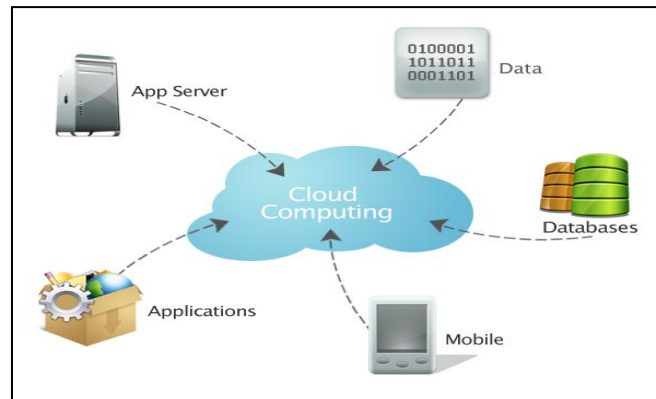 App Server
0100001
1011011
0001101
Data
Cloud
Computing
Databases
Applications
Mobile